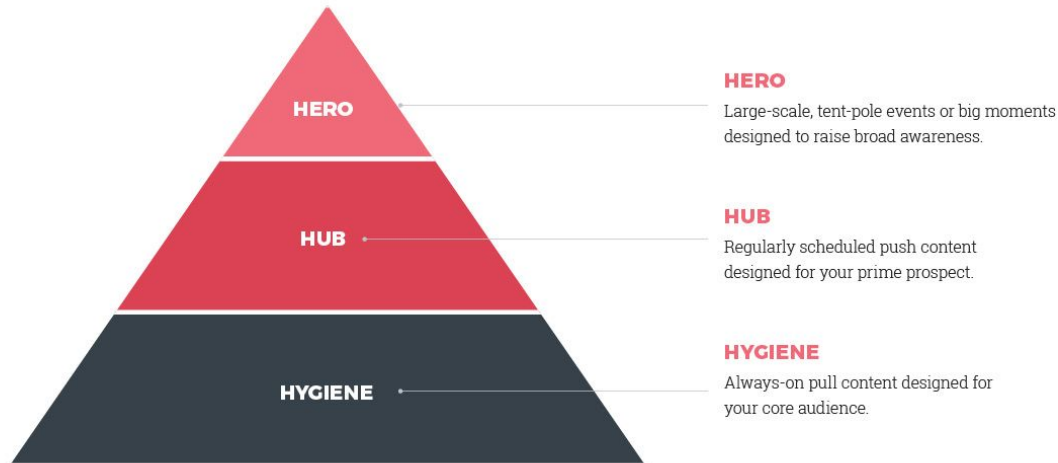 HERO
HERO
Large-scale, tent-pole events or big moments
designed to raise broad awareness.
HUB
HUB
Regularly scheduled push content
designed for your prime prospect.
HYGIENE
HYGIENE
Always-on pull content designed for
your core audience.